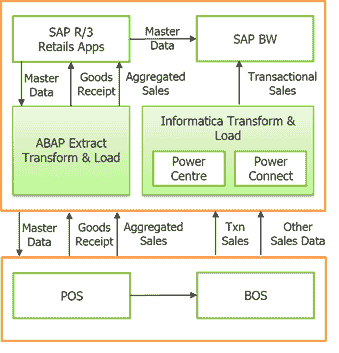 SAP R/3
Retails Apps
Master
Data
SAP BW
Master
Data
Goods
Receipt
Aggregated
Sales
Transactional
Sales
ABAP Extract
Transform & Load
Informatica Transform &
Load
Power
Centre
Power
Connect
Master
Data
Goods
Receipt
Aggregated
Sales
Txn
Sales
Other
Sales Data
POS
BOS